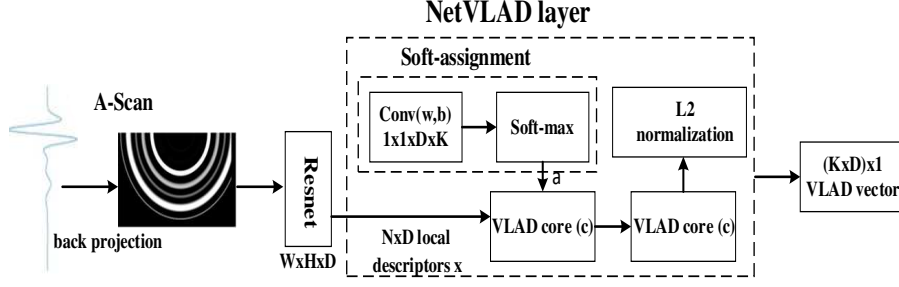 NetVLAD layer
Soft-assignment
A-Scan
Conv(w,b)
1x1xDxK
Soft-max
L2
normalization
Resnet
a
(KxD)x1
VLAD vector
VLAD core (c)
VLAD core (c)
back projection
NxD local
descriptors x
WxHxD